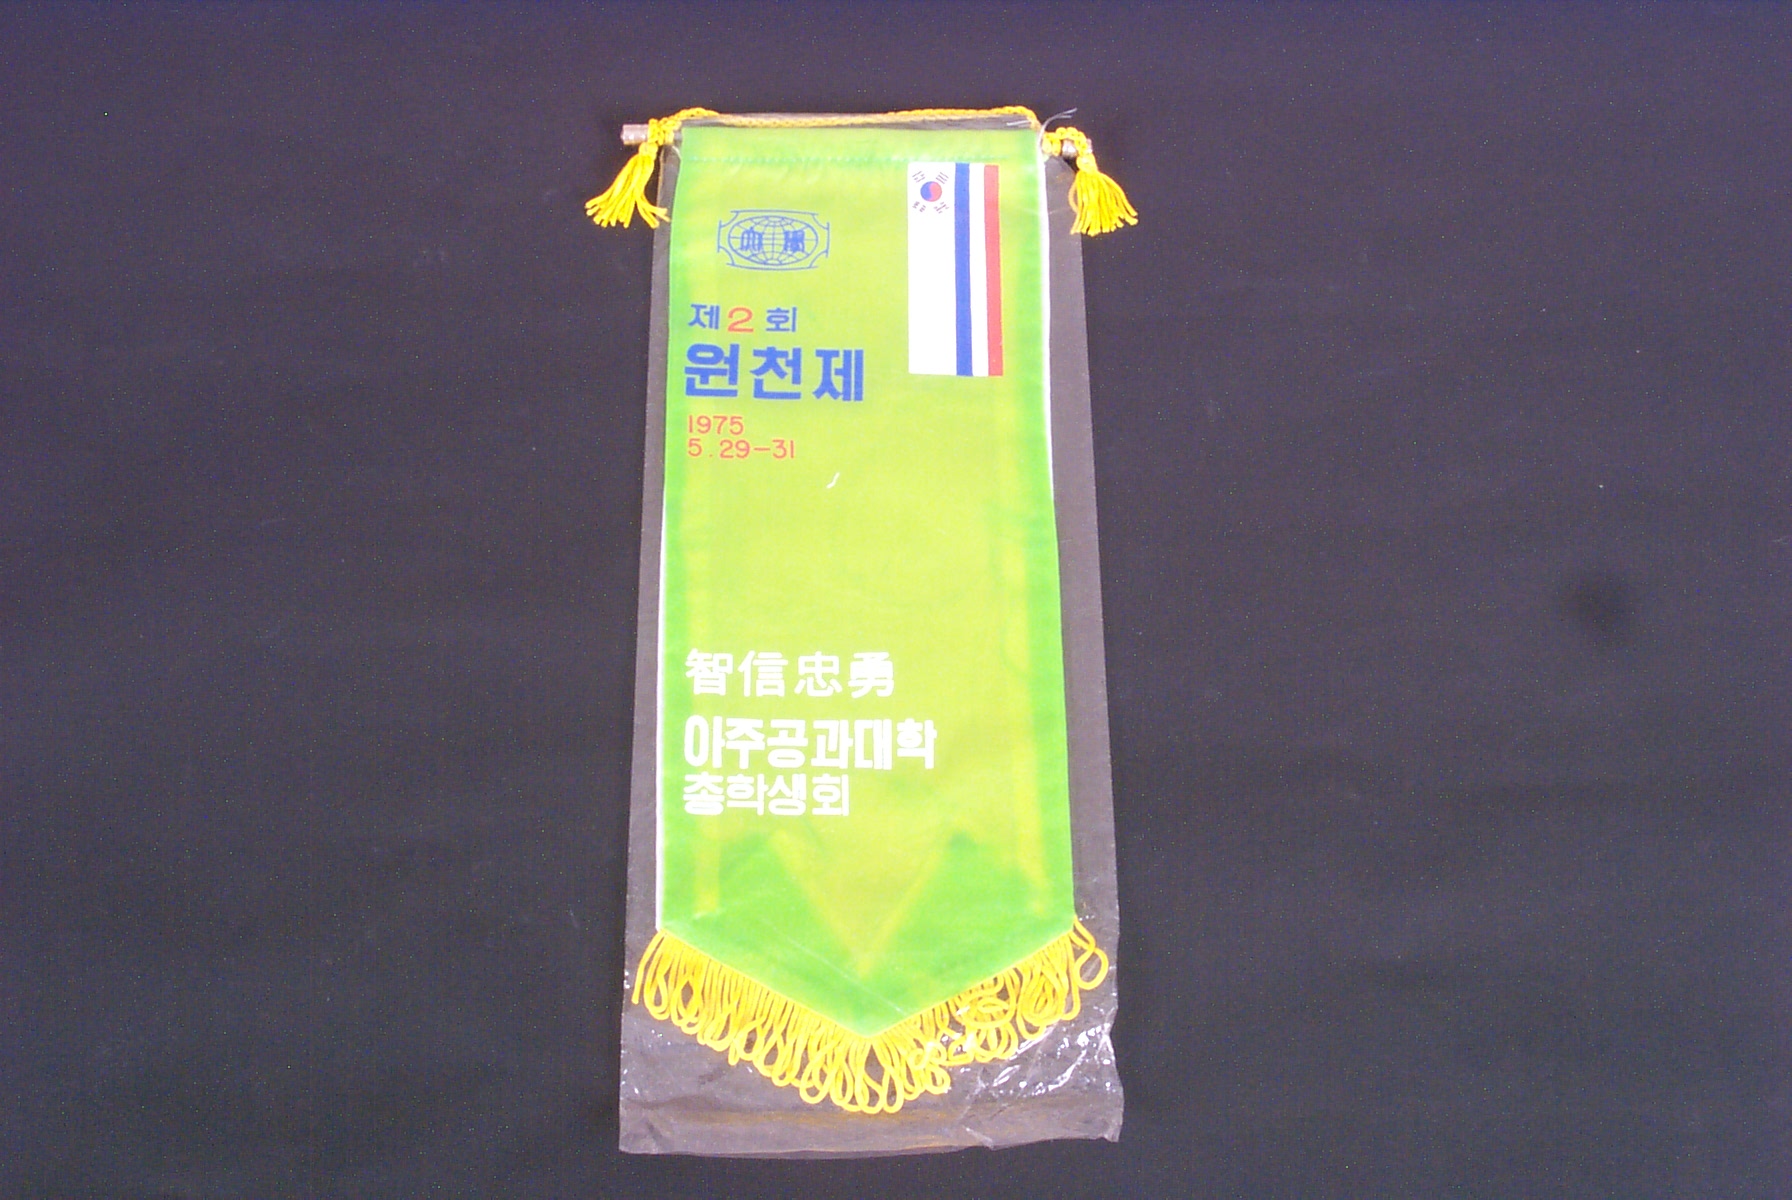 제2회
원천제
1975
5.29-31
智信忠勇
아주공과대학
총학생회